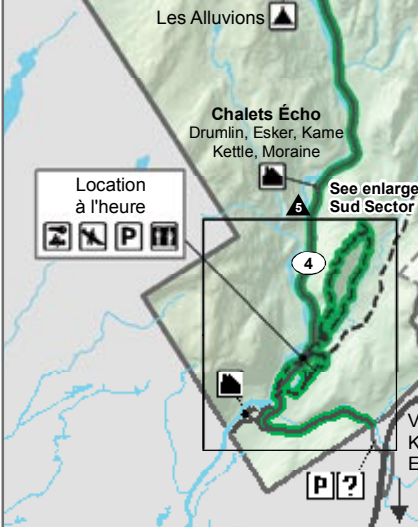 Les Alluvions
Chalets Écho
Drumlin, Esker, Kame
Kettle, Moraine
Location
à l'heure
P
See enlarge
Sud Sector
5
4
V
K
E
P ?